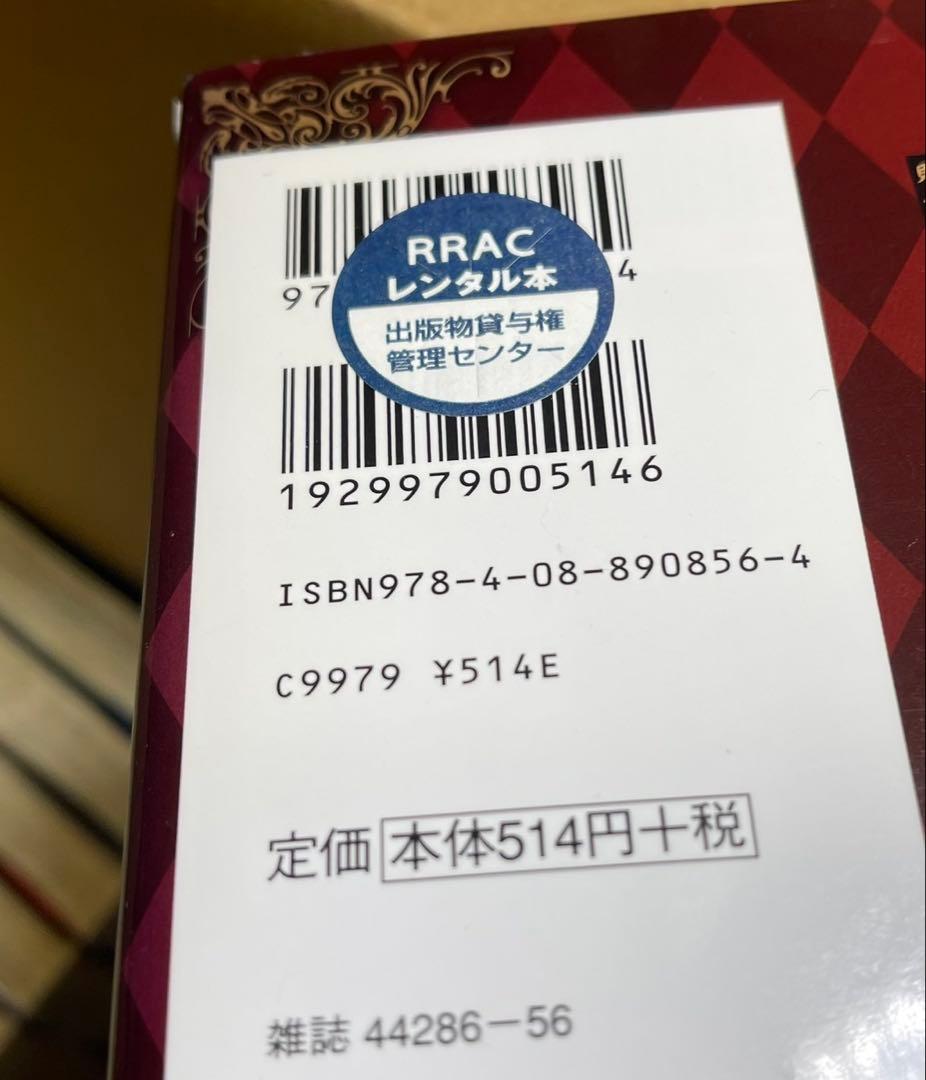 97
4
RRAC
レンタル本
出版物貸与権
管理センター
1929979005146
ISBN978-4-08-890856-4
C9979 ¥514E
定価 本体514円+税
雑誌 44286-56